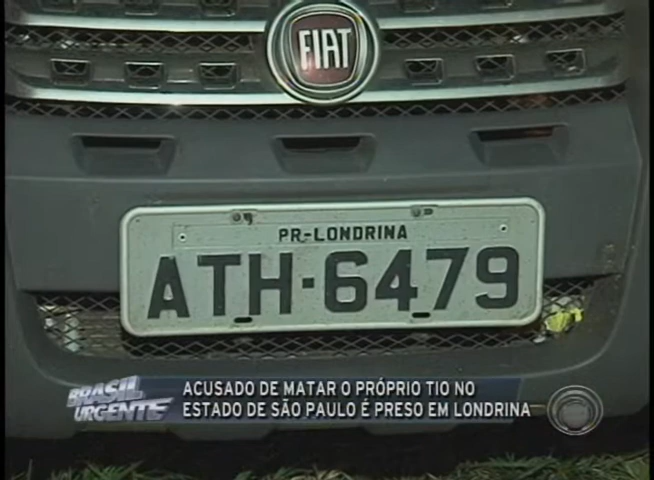 FIAT
PR-LONDRINA
ATH·6479
BRASIL
URGENTE
ACUSADO DE MATAR O PRÓPRIO TIO NO
ESTADO DE SÃO PAULO É PRESO EM LONDRINA